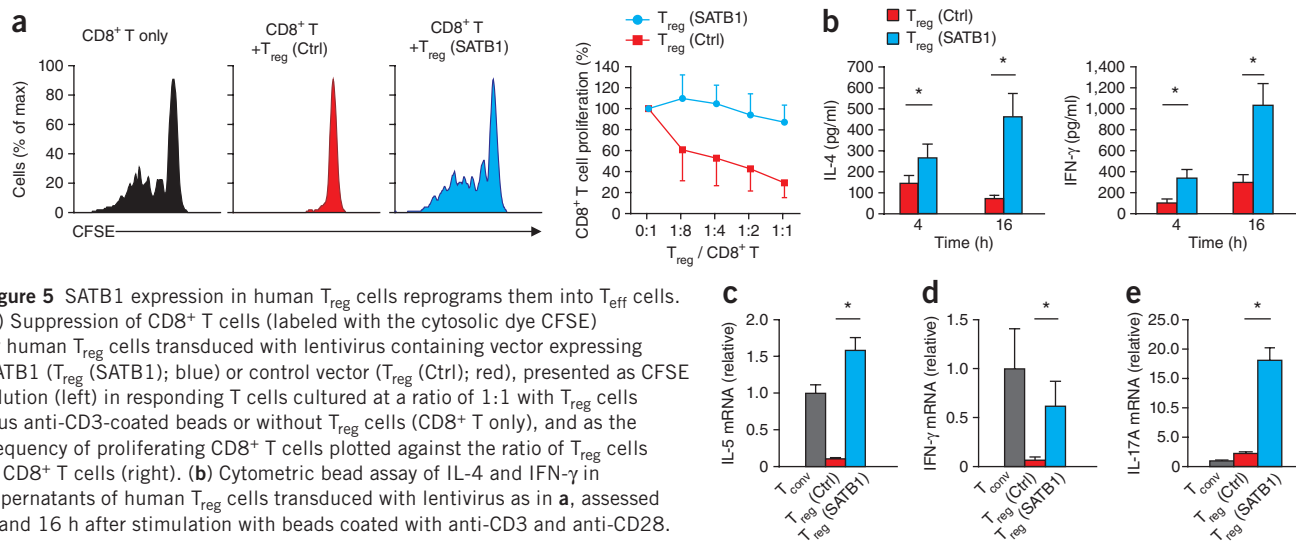 a
CD8+ T only
CD8+ T
+Treg (Ctrl)
CD8+ T
+Treg (SATB1)
Cells (% of max)
100
80
60
40
20
0
CFSE
Treg (SATB1)
Treg (Ctrl)
CD8+ T cell proliferation (%)
140
120
100
80
60
40
20
0
0:1 1:8 1:4 1:2 1:1
Treg / CD8+ T
b
Treg (Ctrl)
Treg (SATB1)
IL-4 (pg/ml)
700
600
500
400
300
200
100
0
* *
4 16
Time (h)
IFN-γ (pg/ml)
1,400
1,200
1,000
800
600
400
200
0
* *
4 16
Time (h)
gure 5 SATB1 expression in human Treg cells reprograms them into Teff cells.
) Suppression of CD8+ T cells (labeled with the cytosolic dye CFSE)
human Treg cells transduced with lentivirus containing vector expressing
ATB1 (Treg (SATB1); blue) or control vector (Treg (Ctrl); red), presented as CFSE
lution (left) in responding T cells cultured at a ratio of 1:1 with Treg cells
us anti-CD3-coated beads or without Treg cells (CD8+ T only), and as the
equency of proliferating CD8+ T cells plotted against the ratio of Treg cells
CD8+ T cells (right). (b) Cytometric bead assay of IL-4 and IFN-γ in
pernatants of human Treg cells transduced with lentivirus as in a, assessed
and 16 h after stimulation with beads coated with anti-CD3 and anti-CD28.
c
IL-5 mRNA (relative)
2.0
1.5
1.0
0.5
0
*
Tconv
Treg (Ctrl)
Treg (SATB1)
d
IFN-γ mRNA (relative)
1.5
1.0
0.5
0
*
Tconv
Treg (Ctrl)
Treg (SATB1)
e
IL-17A mRNA (relative)
25.0
20.0
15.0
10.5
5.0
0
*
Tconv
Treg (Ctrl)
Treg (SATB1)